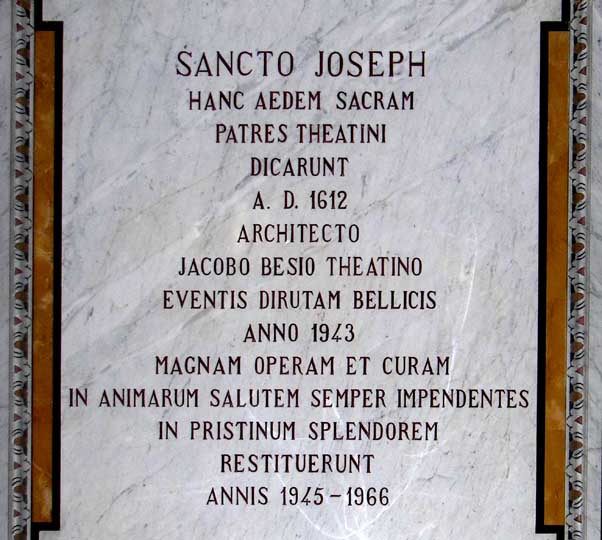 SANCTO JOSEPH
HANC AEDEM SACRAM
PATRES THEATINI
DICARUNT
A. D. 1612
ARCHITECTO
JACOBO BESIO THEATINO
EVENTIS DIRUTAM BELLICIS
ANNO 1943
MAGNAM OPERAM ET CURAM
IN ANIMARUM SALUTEM SEMPER IMPENDENTES
IN PRISTINUM SPLENDOREM
RESTITUERUNT
ANNIS 1945-1966